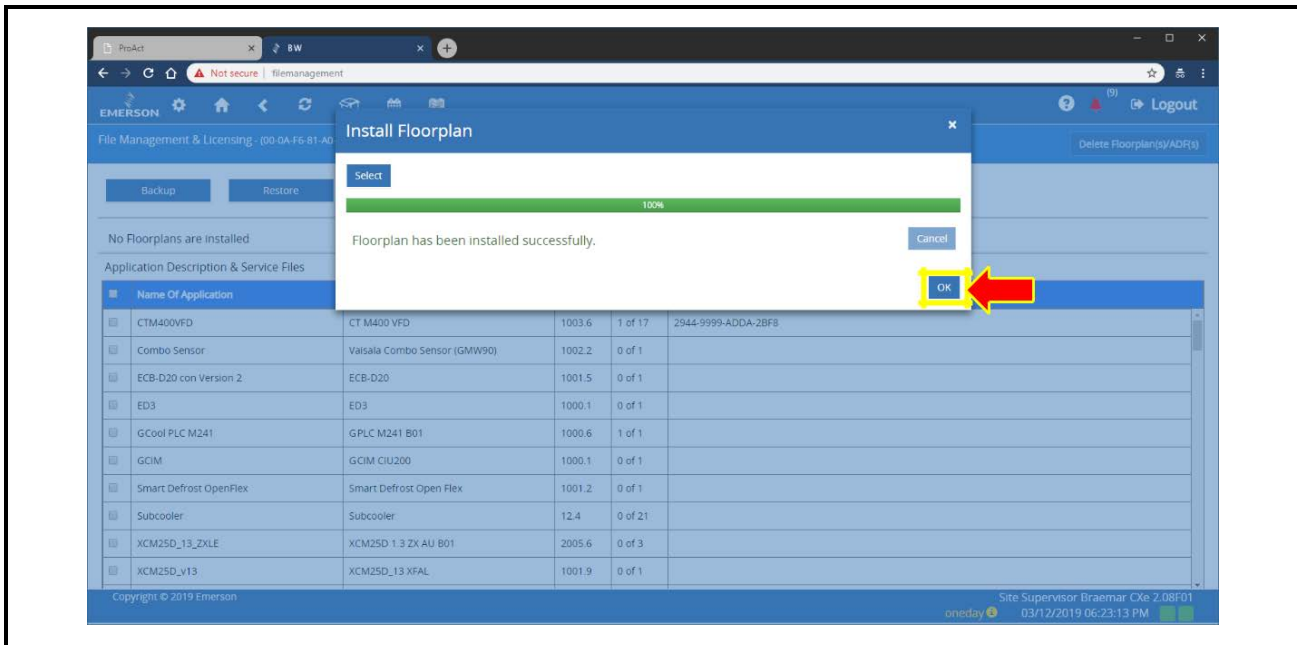 ProAct
BW
Not secure | filemanagement
EMERSON
(9)
Logout
File Management & Licensing - (00-0A-F6-81-AD-
Delete Floorplan(s)/ADF(s)
Install Floorplan
Select
Backup
Restore
100%
No Floorplans are installed
Floorplan has been installed successfully.
Cancel
Application Description & Service Files
OK
Name Of Application
CTM400VFD CT M400 VFD 1003.6 1 of 17 2944-9999-ADDA-2BF8
Combo Sensor Vaisala Combo Sensor (GMW90) 1002.2 0 of 1
ECB-D20 con Version 2 ECB-D20 1001.5 0 of 1
ED3 ED3 1000.1 0 of 1
GCool PLC M241 GPLC M241 B01 1000.6 1 of 1
GCIM GCIM CIU200 1000.1 0 of 1
Smart Defrost OpenFlex Smart Defrost Open Flex 1001.2 0 of 1
Subcooler Subcooler 12.4 0 of 21
XCM25D_13_ZXLE XCM25D 1.3 ZX AU B01 2005.6 0 of 3
XCM25D_v13 XCM25D_13 XFAL 1001.9 0 of 1
Copyright © 2019 Emerson
Site Supervisor Braemar CXe 2.08F01
oneday 03/12/2019 06:23:13 PM